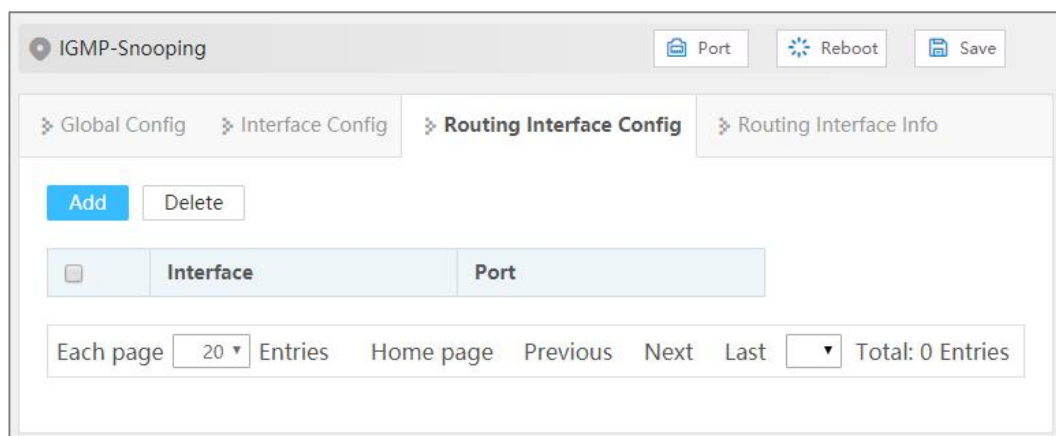 IGMP-Snooping Port Reboot Save
Global Config Interface Config Routing Interface Config Routing Interface Info
Add Delete
Interface Port
Each page 20 Entries Home page Previous Next Last Total: 0 Entries